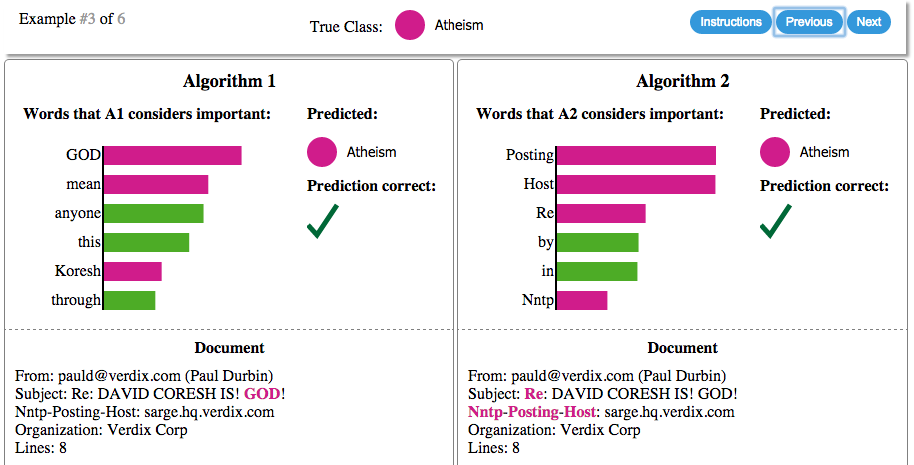 Example #3 of 6
True Class: Atheism
Instructions Previous Next
Algorithm 1
Words that A1 considers important: Predicted:
GOD
mean
anyone
this
Koresh
through
Atheism
Prediction correct:
Document
From: pauld@verdix.com (Paul Durbin)
Subject: Re: DAVID CORESH IS! GOD!
Nntp-Posting-Host: sarge.hq.verdix.com
Organization: Verdix Corp
Lines: 8
Algorithm 2
Words that A2 considers important: Predicted:
Posting
Host
Re
by
in
Nntp
Atheism
Prediction correct:
Document
From: pauld@verdix.com (Paul Durbin)
Subject: Re: DAVID CORESH IS! GOD!
Nntp-Posting-Host: sarge.hq.verdix.com
Organization: Verdix Corp
Lines: 8